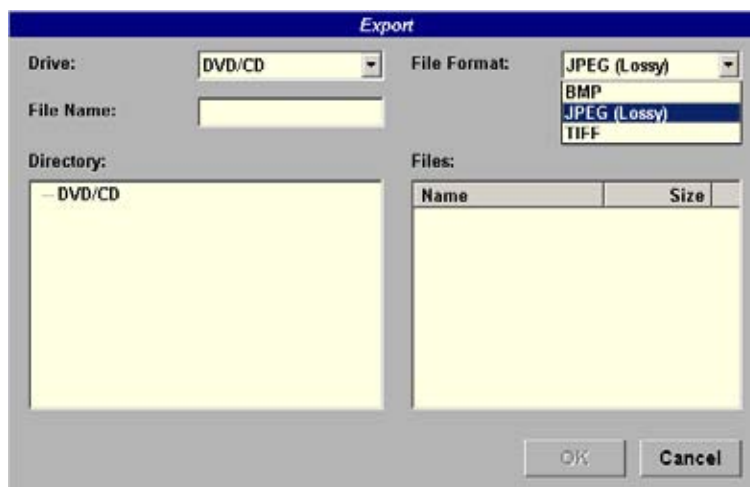 Export
Drive: DVD/CD File Format: JPEG (Lossy)
BMP
File Name: JPEG (Lossy)
TIFF
Directory: Files:
DVD/CD Name Size
OK Cancel